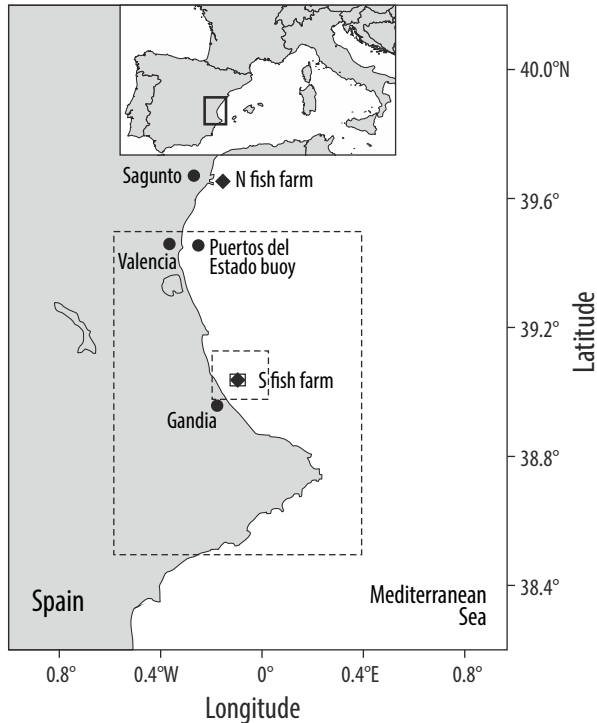 40.0°N
Sagunto
N fish farm
39.6°
Valencia
Puertos del
Estado buoy
39.2°
Latitude
S fish farm
Gandia
38.8°
38.4°
Spain
Mediterranean
Sea
0.8°
0.4°W
0°
0.4°E
0.8°
Longitude